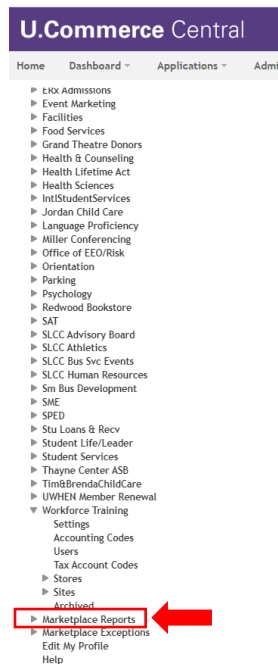 U.Commerce Central
Home Dashboard Applications Admi
ERx Admissions
Event Marketing
Facilities
Food Services
Grand Theatre Donors
Health & Counseling
Health Lifetime Act
Health Sciences
IntlStudentServices
Jordan Child Care
Language Proficiency
Miller Conferencing
Office of EEO/Risk
Orientation
Parking
Psychology
Redwood Bookstore
SAT
SLCC Advisory Board
SLCC Athletics
SLCC Bus Svc Events
SLCC Human Resources
Sm Bus Development
SME
SPED
Stu Loans & Recv
Student Life/Leader
Student Services
Thayne Center ASB
Tim&BrendaChildCare
UWHEN Member Renewal
Workforce Training
Settings
Accounting Codes
Users
Tax Account Codes
Stores
Sites
Archived
Marketplace Reports
Marketplace Exceptions
Edit My Profile
Help